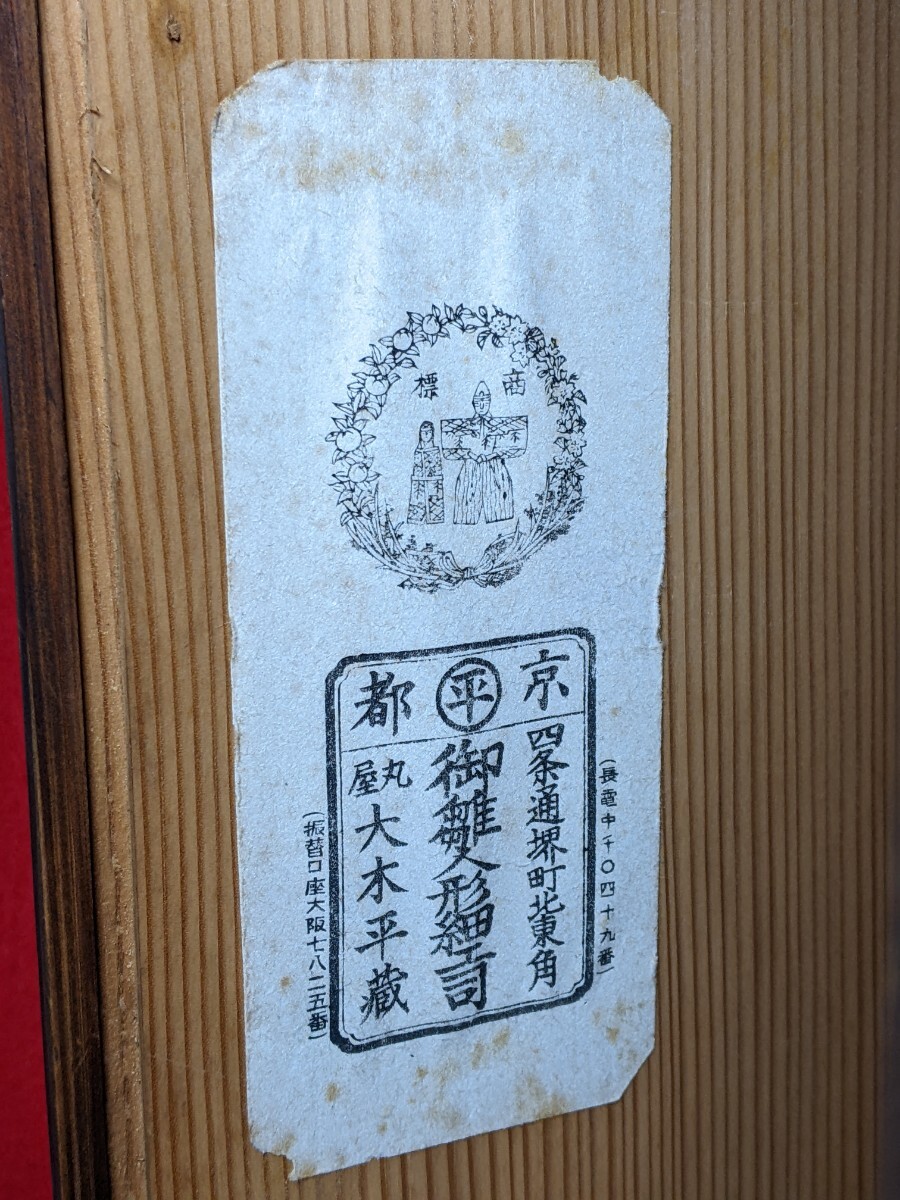 商標
京㊥都
四条通堺町北東角
御雛人形細工司
丸屋大木平藏
(長電中千〇四十九番)
(振替口座大阪七八二五番)